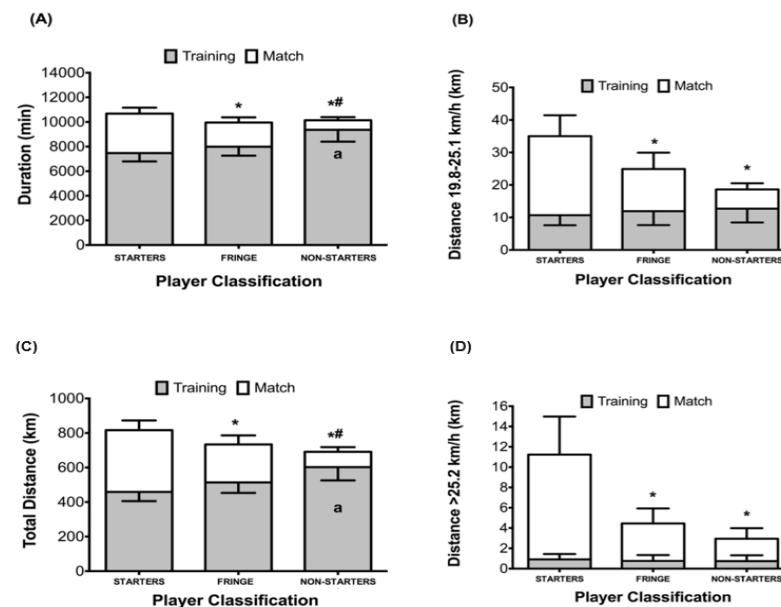 (A)
Training Match
Duration (min)
14000
12000
10000
8000
6000
4000
2000
0
*
*#
a
STARTERS FRINGE NON-STARTERS
Player Classification
(B)
Training Match
Distance 19.8-25.1 km/h (km)
50
40
30
20
10
0
*
*
STARTERS FRINGE NON-STARTERS
Player Classification
(C)
Training Match
Total Distance (km)
1000
800
600
400
200
0
*
*#
a
STARTERS FRINGE NON-STARTERS
Player Classification
(D)
Training Match
Distance >25.2 km/h (km)
16
14
12
10
8
6
4
2
0
*
*
STARTERS FRINGE NON-STARTERS
Player Classification